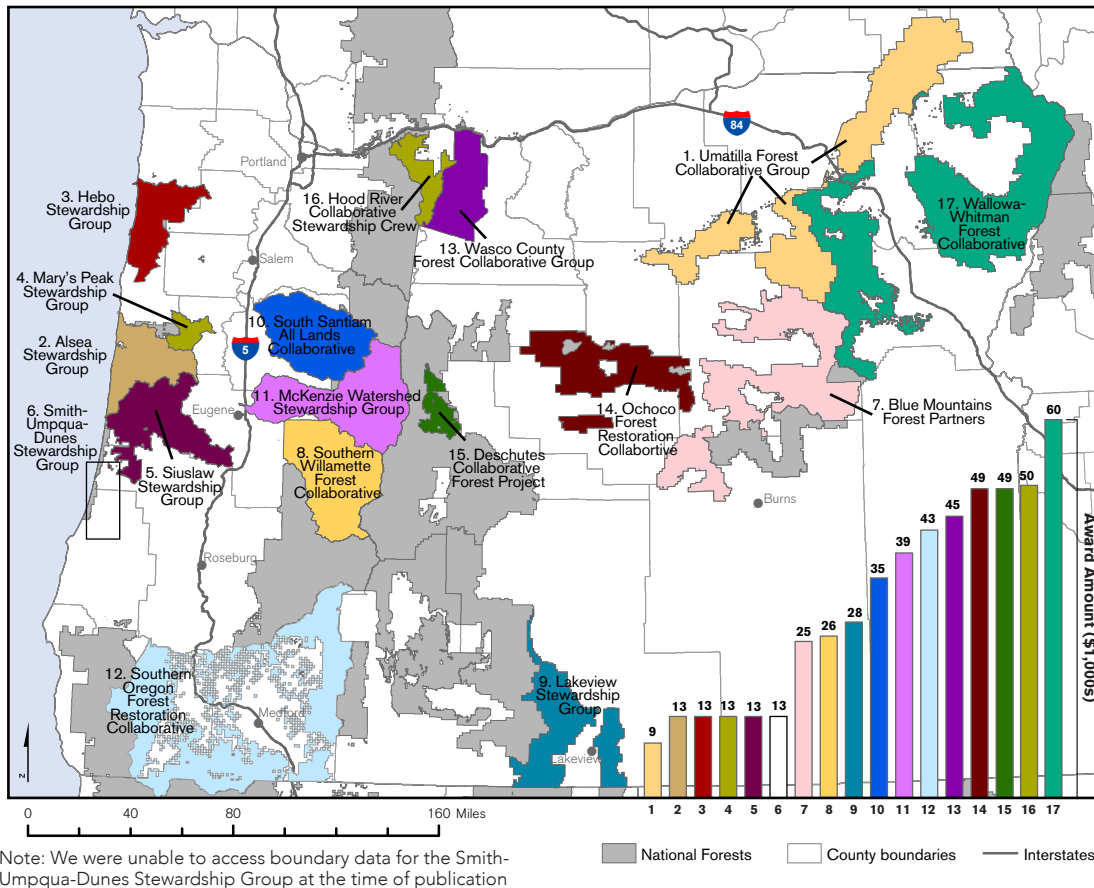 84
Portland
1. Umatilla Forest
Collaborative Group
3. Hebo
Stewardship
Group
16. Hood River
Collaborative
Stewardship Crew
17. Wallowa-
Whitman
Forest
Collaborative
13. Wasco County
Forest Collaborative Group
Salem
4. Mary's Peak
Stewardship
Group
10. South Santiam
All Lands
Collaborative
2. Alsea
Stewardship
Group
5
11. McKenzie Watershed
Stewardship Group
Eugene
14. Ochoco
Forest
Restoration
Collabortive
7. Blue Mountains
Forest Partners
6. Smith-
Umpqua-
Dunes
Stewardship
Group
8. Southern
Willamette
Forest
Collaborative
15. Deschutes
Collaborative
Forest Project
5. Siuslaw
Stewardship
Group
Burns
Roseburg
12. Southern
Oregon
Forest
Restoration
Collaborative
Medford
9. Lakeview
Stewardship
Group
Lakeview
z
9 13 13 13 13 13 25 26 28 35 39 43 45 49 49 50 60
Award Amount ($1,000s)
1 2 3 4 5 6 7 8 9 10 11 12 13 14 15 16 17
0 40 80 160 Miles
National Forests County boundaries Interstates
Note: We were unable to access boundary data for the Smith-
Umpqua-Dunes Stewardship Group at the time of publication